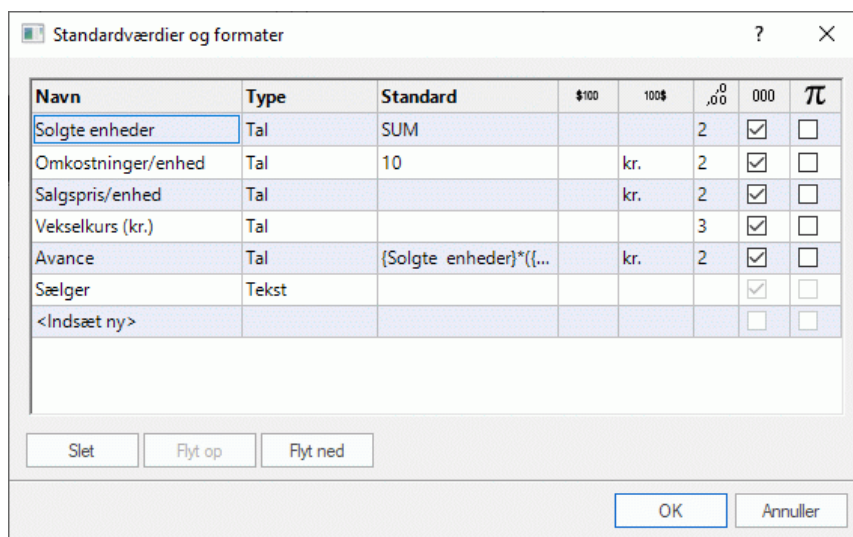 Standardværdier og formater ? ×
Navn Type Standard $100 100$ ,00 ,0 000 π
Solgte enheder Tal SUM 2
Omkostninger/enhed Tal 10 kr. 2
Salgspris/enhed Tal kr. 2
Vekselkurs (kr.) Tal 3
Avance Tal {Solgte enheder}*({... kr. 2
Sælger Tekst
<Indsæt ny>
Slet Flyt op Flyt ned
OK Annuller